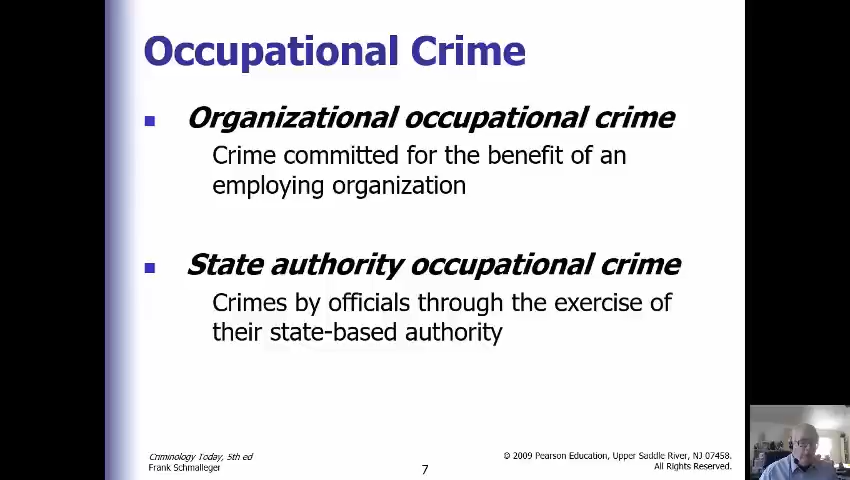 Occupational Crime
Organizational occupational crime
Crime committed for the benefit of an
employing organization
State authority occupational crime
Crimes by officials through the exercise of
their state-based authority
Criminology Today, 5th ed
Frank Schmalleger
7
© 2009 Pearson Education, Upper Saddle River, NJ 07458.
All Rights Reserved.